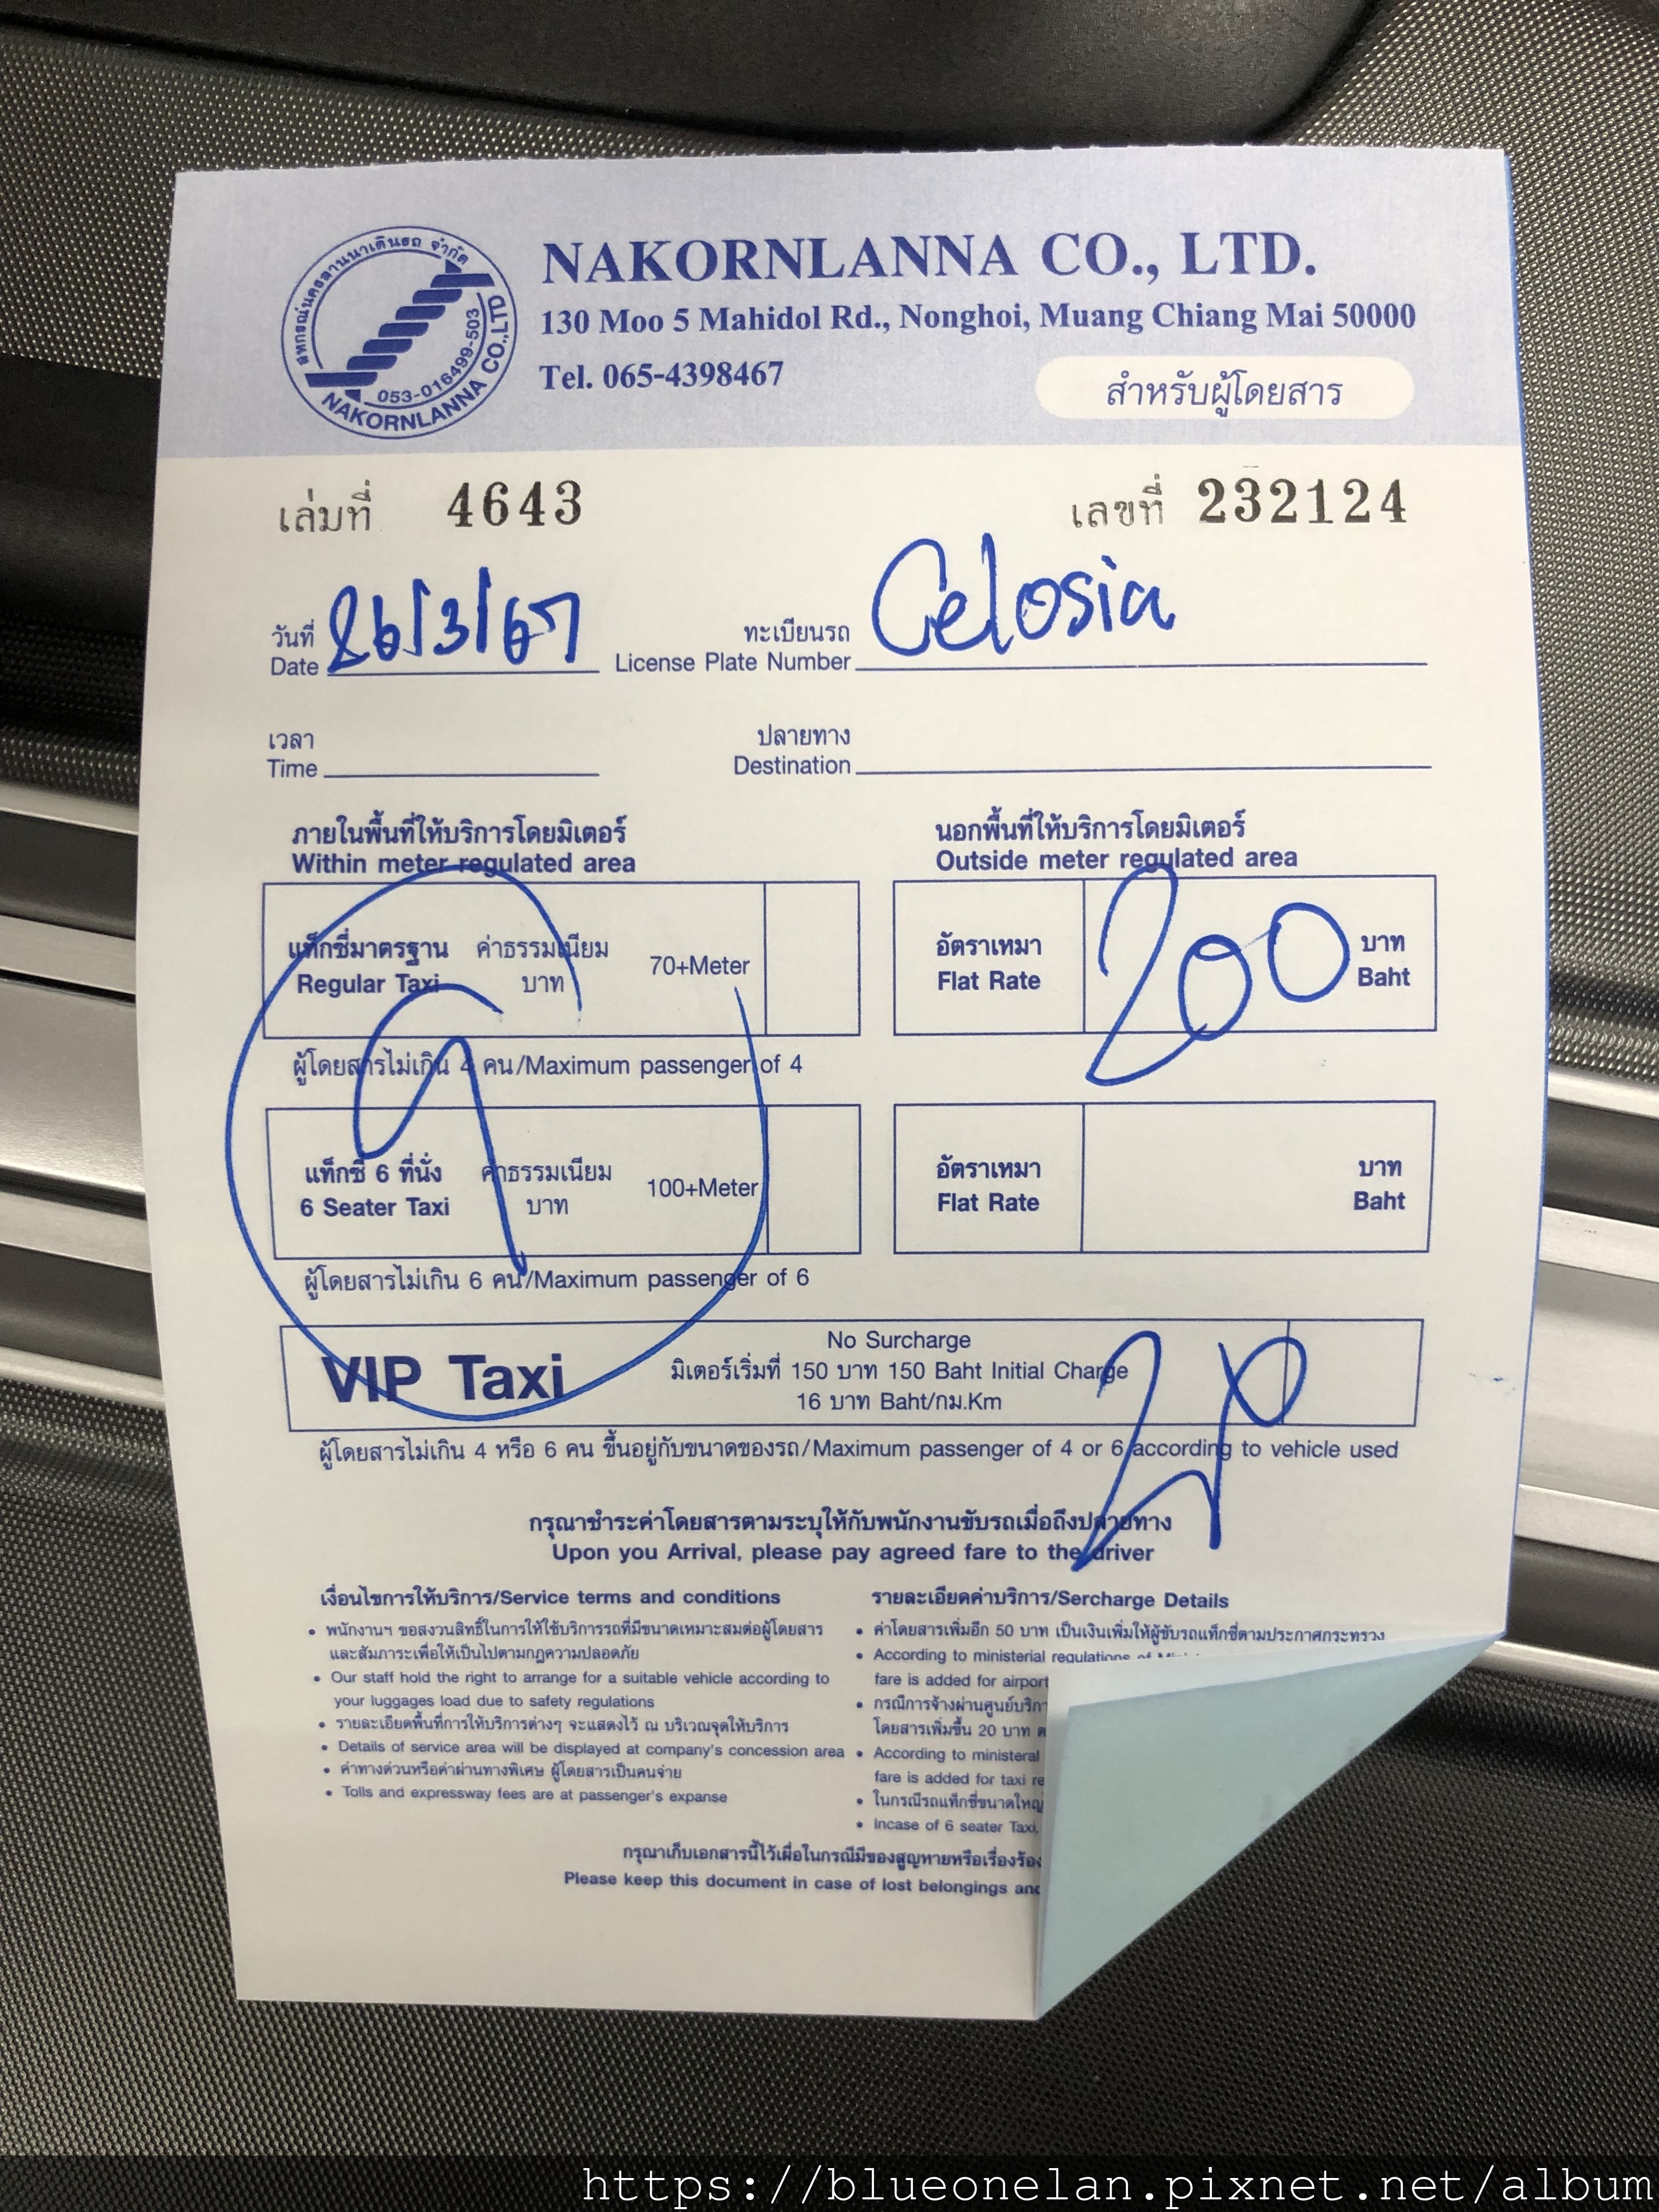 สหกรณ์นครลานนาเดินรถ จำกัด
053-016499-503
NAKORNLANNA CO.,LTD
NAKORNLANNA CO., LTD.
130 Moo 5 Mahidol Rd., Nonghoi, Muang Chiang Mai 50000
Tel. 065-4398467
สำหรับผู้โดยสาร
เล่มที่ 4643 เลขที่ 232124
วันที่ ทะเบียนรถ
Date 26/3/67 License Plate Number Celosia
เวลา ปลายทาง
Time Destination
ภายในพื้นที่ให้บริการโดยมิเตอร์ นอกพื้นที่ให้บริการโดยมิเตอร์
Within meter regulated area Outside meter regulated area
แท็กซี่มาตรฐาน ค่าธรรมเนียม 70+Meter อัตราเหมา 200 บาท
Regular Taxi บาท Flat Rate Baht
ผู้โดยสารไม่เกิน 4 คน/Maximum passenger of 4
แท็กซี่ 6 ที่นั่ง ค่าธรรมเนียม 100+Meter อัตราเหมา บาท
6 Seater Taxi บาท Flat Rate Baht
ผู้โดยสารไม่เกิน 6 คน/Maximum passenger of 6
No Surcharge
VIP Taxi มิเตอร์เริ่มที่ 150 บาท 150 Baht Initial Charge
16 บาท Baht/กม.Km
ผู้โดยสารไม่เกิน 4 หรือ 6 คน ขึ้นอยู่กับขนาดของรถ/Maximum passenger of 4 or 6 according to vehicle used
กรุณาชำระค่าโดยสารตามระบุให้กับพนักงานขับรถเมื่อถึงปลายทาง
Upon you Arrival, please pay agreed fare to the driver
เงื่อนไขการให้บริการ/Service terms and conditions
• พนักงานฯ ขอสงวนสิทธิ์ในการให้ใช้บริการรถที่มีขนาดเหมาะสมต่อผู้โดยสาร
และสัมภาระเพื่อให้เป็นไปตามกฎความปลอดภัย
• Our staff hold the right to arrange for a suitable vehicle according to
your luggages load due to safety regulations
• รายละเอียดพื้นที่การให้บริการต่างๆ จะแสดงไว้ ณ บริเวณจุดให้บริการ
• Details of service area will be displayed at company's concession area
• ค่าทางด่วนหรือค่าผ่านทางพิเศษ ผู้โดยสารเป็นคนจ่าย
• Tolls and expressway fees are at passenger's expanse
รายละเอียดค่าบริการ/Sercharge Details
• ค่าโดยสารเพิ่มอีก 50 บาท เป็นเงินเพิ่มให้ผู้ขับรถแท็กซี่ตามประกาศกระทรวง
• According to ministerial regulations of
fare is added for airport
• กรณีการจ้างผ่านศูนย์บริก
โดยสารเพิ่มขึ้น 20 บาท
• According to ministeral
fare is added for taxi
• ในกรณีรถแท็กซี่ขนาดใหญ่
• Incase of 6 seater Taxi,
กรุณาเก็บเอกสารนี้ไว้เผื่อในกรณีมีของสูญหายหรือเรื่องร้อง
Please keep this document in case of lost belongings and
https://blueonelan.pixnet.net/album